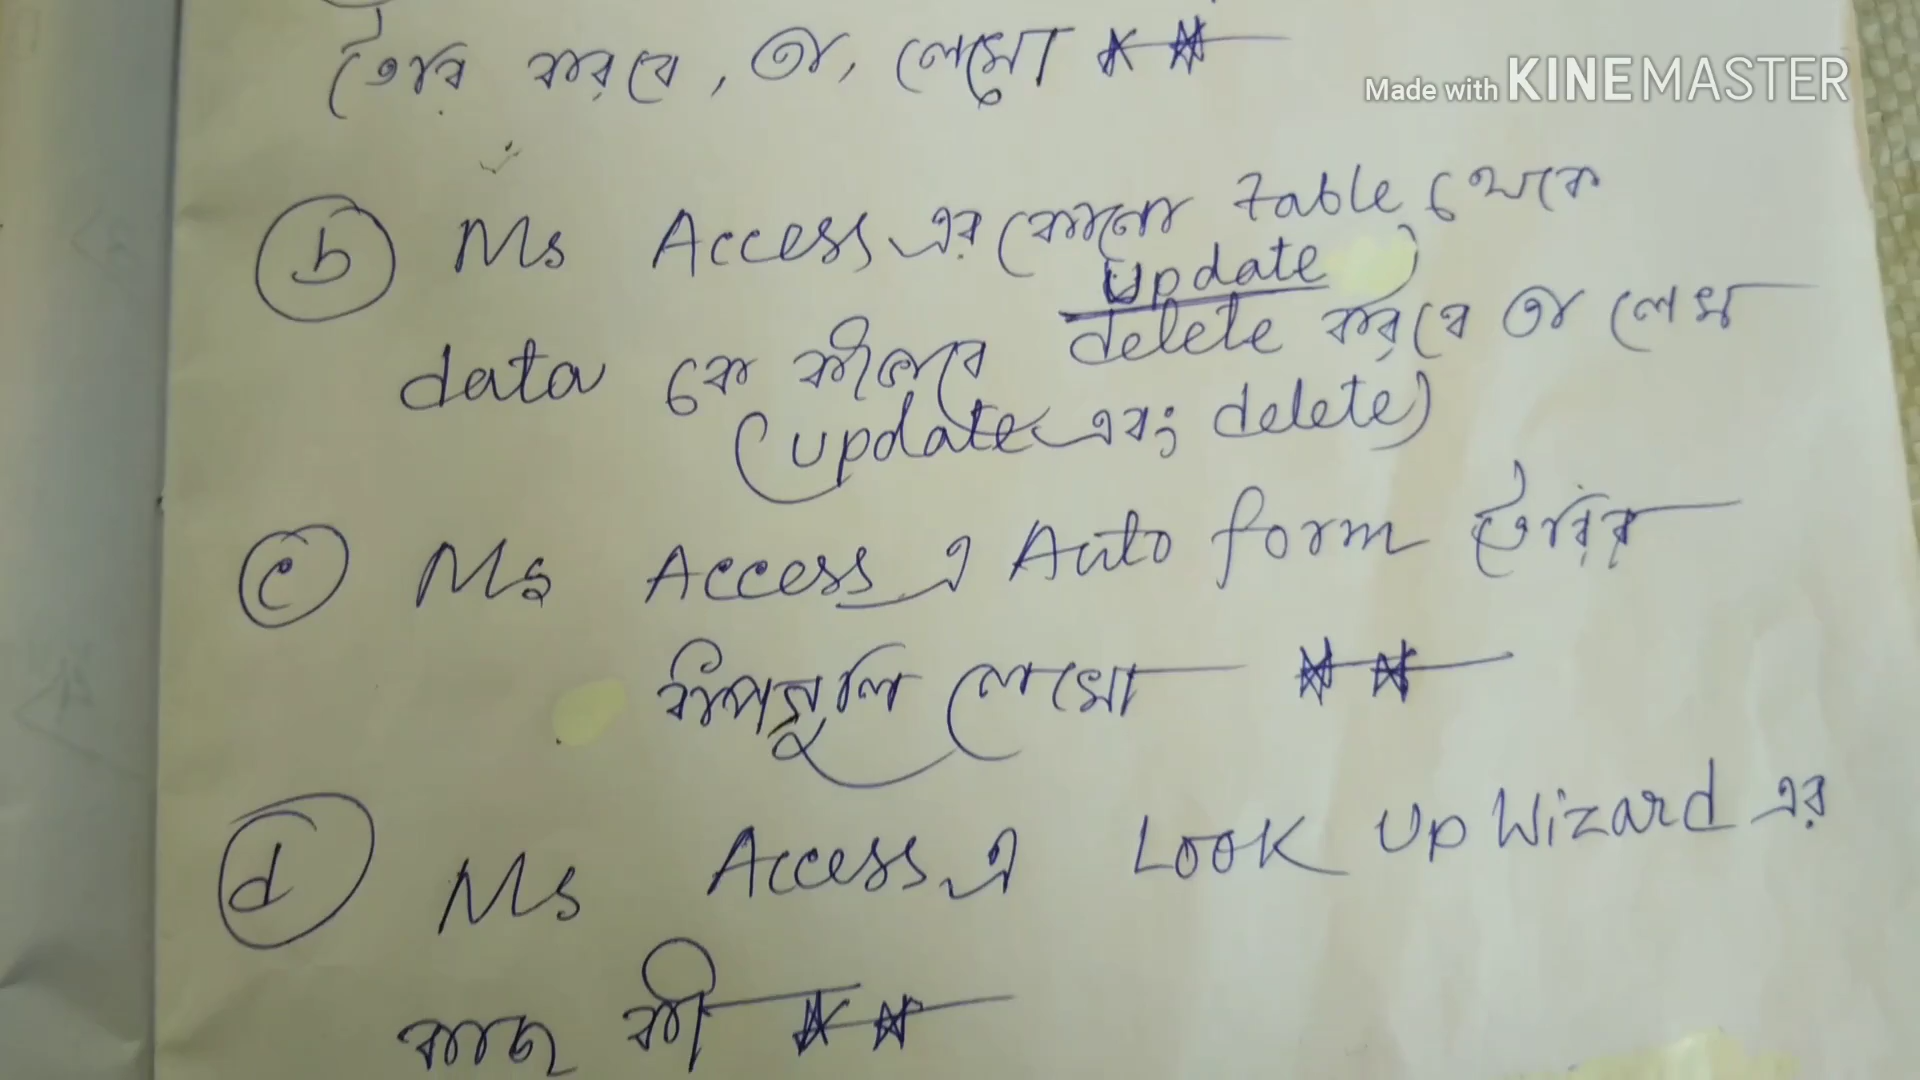 তৈরি করবে, তা, লেখো
Made with KINEMASTER
b Ms Access এর কোনো table থেকে
update
data কে কীভাবে delete করবে তা লেখ
(update এবং delete)
c Ms Access এ Auto form তৈরির
ধাপগুলি লেখো
d Ms Access এ Look Up Wizard এর
কাজ কী